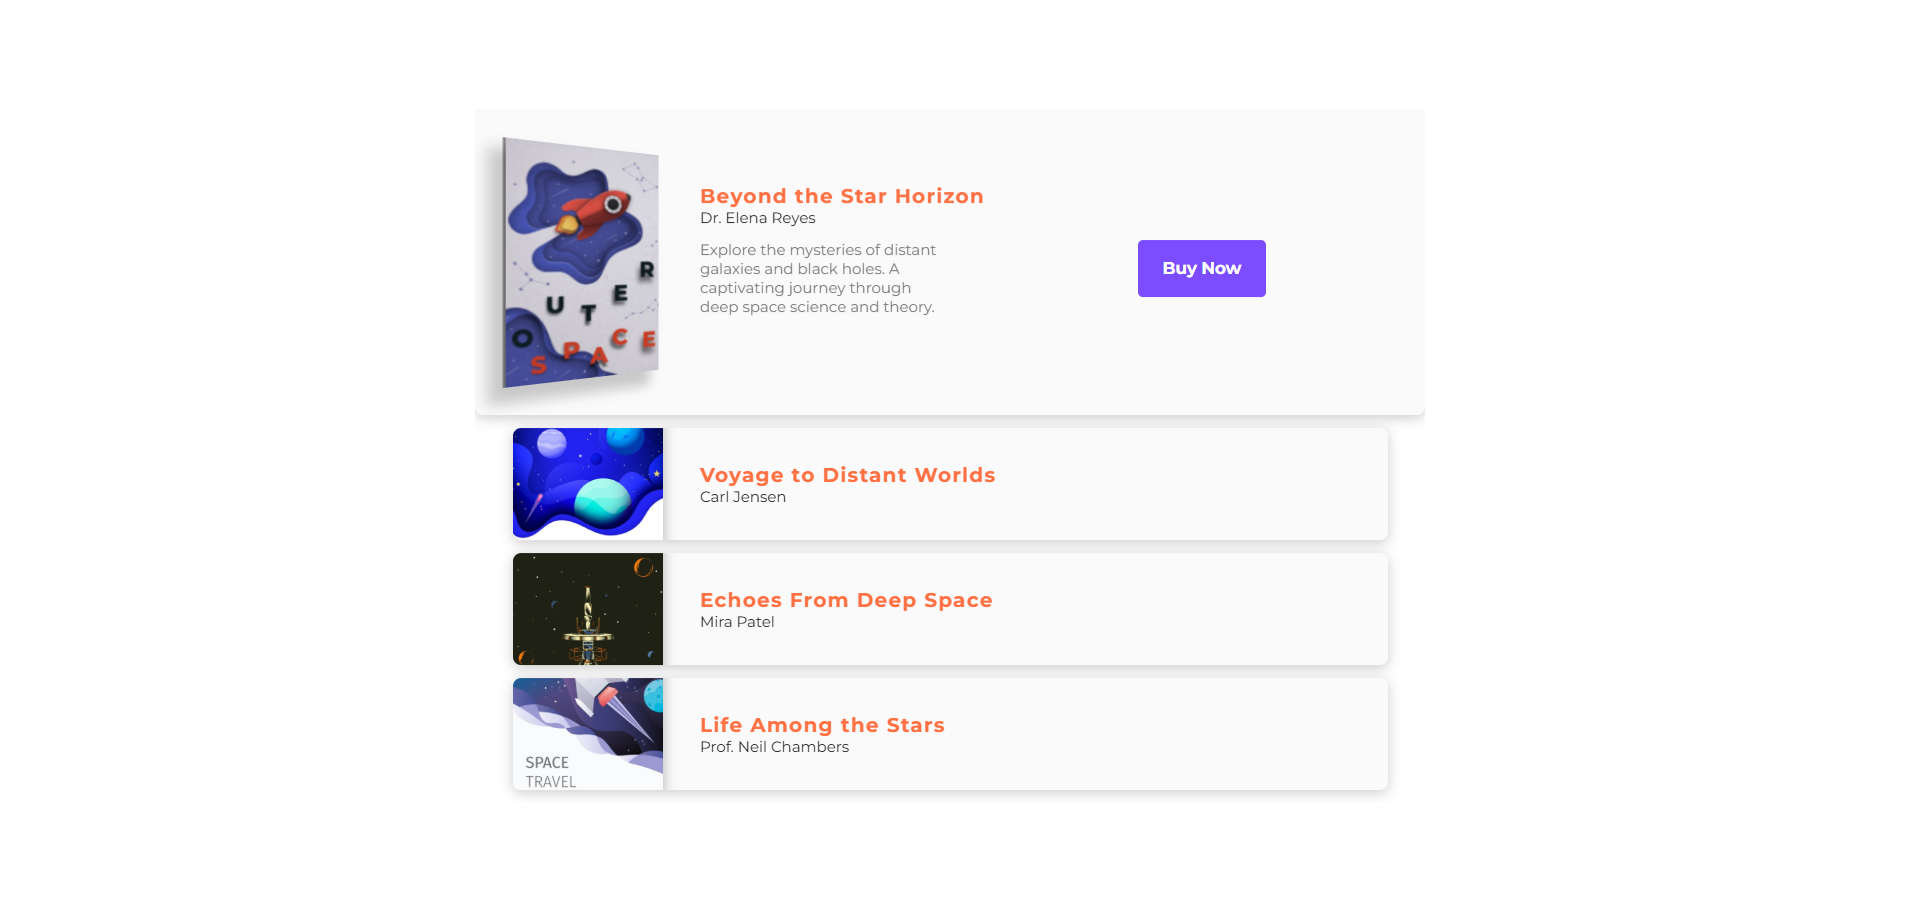 OUTER
SPACE
Beyond the Star Horizon
Dr. Elena Reyes
Explore the mysteries of distant
galaxies and black holes. A
captivating journey through
deep space science and theory.
Buy Now
Voyage to Distant Worlds
Carl Jensen
Echoes From Deep Space
Mira Patel
SPACE
TRAVEL
Life Among the Stars
Prof. Neil Chambers